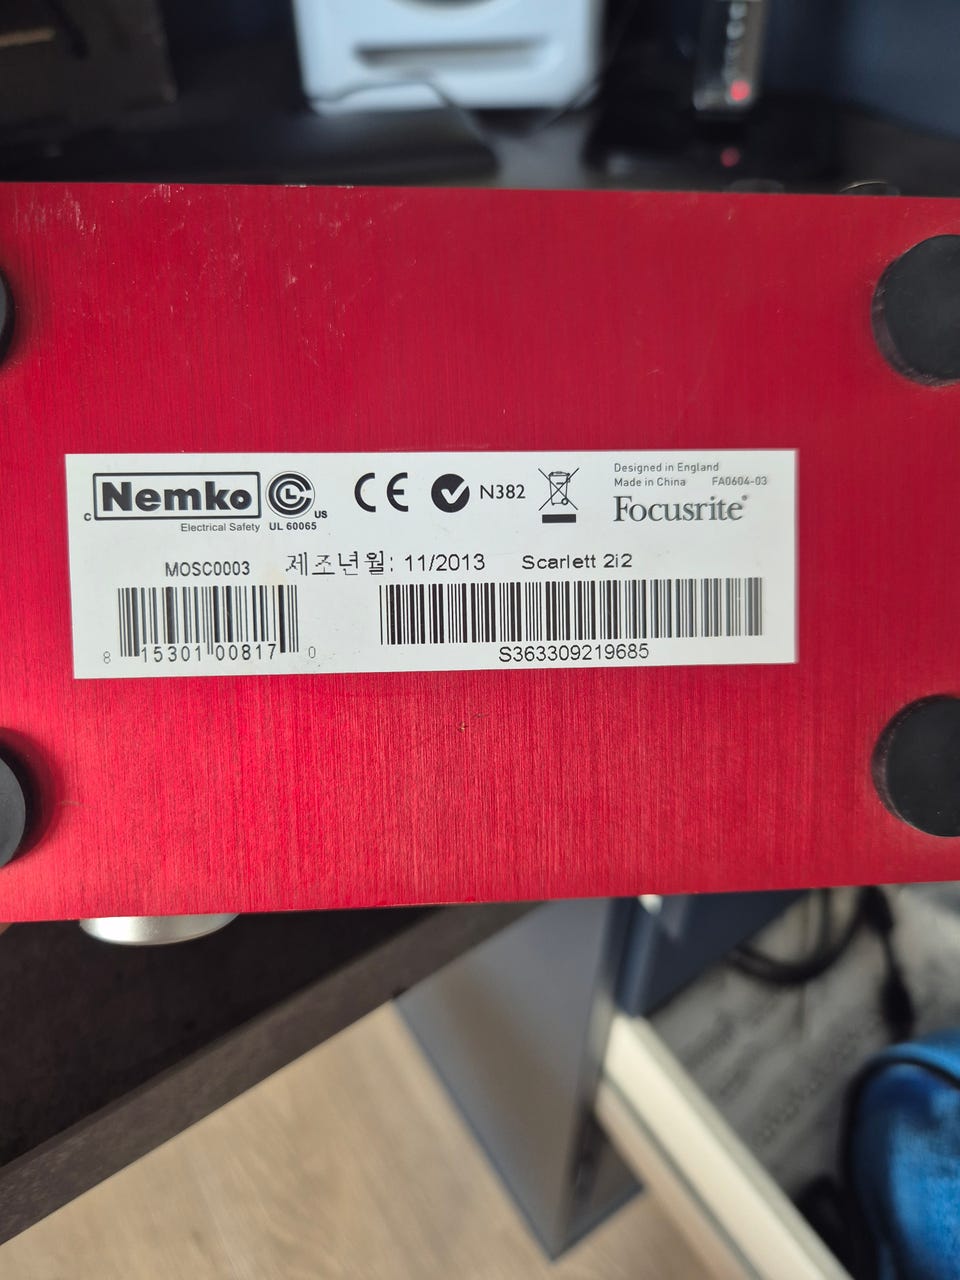 Designed in England
Made in China FA0604-03
c Nemko c L us CE N382 Focusrite®
Electrical Safety UL 60065
MOSC0003 제조년월: 11/2013 Scarlett 2i2
8 15301 00817 0 S363309219685